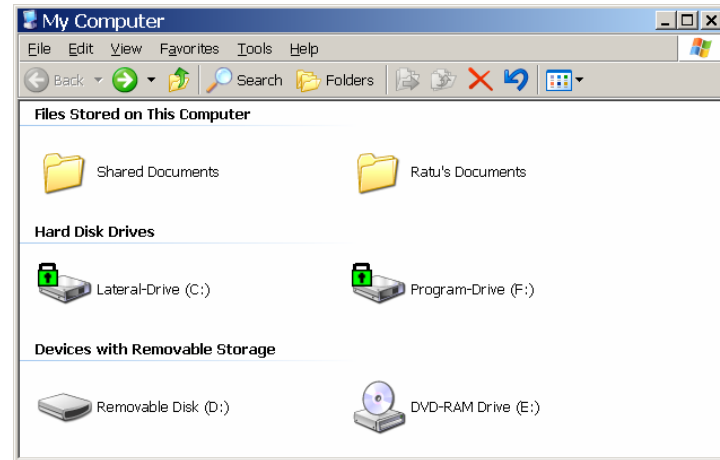 My Computer
File Edit View Favorites Tools Help
Back Search Folders
Files Stored on This Computer
Shared Documents Ratu's Documents
Hard Disk Drives
Lateral-Drive (C:) Program-Drive (F:)
Devices with Removable Storage
Removable Disk (D:) DVD-RAM Drive (E:)